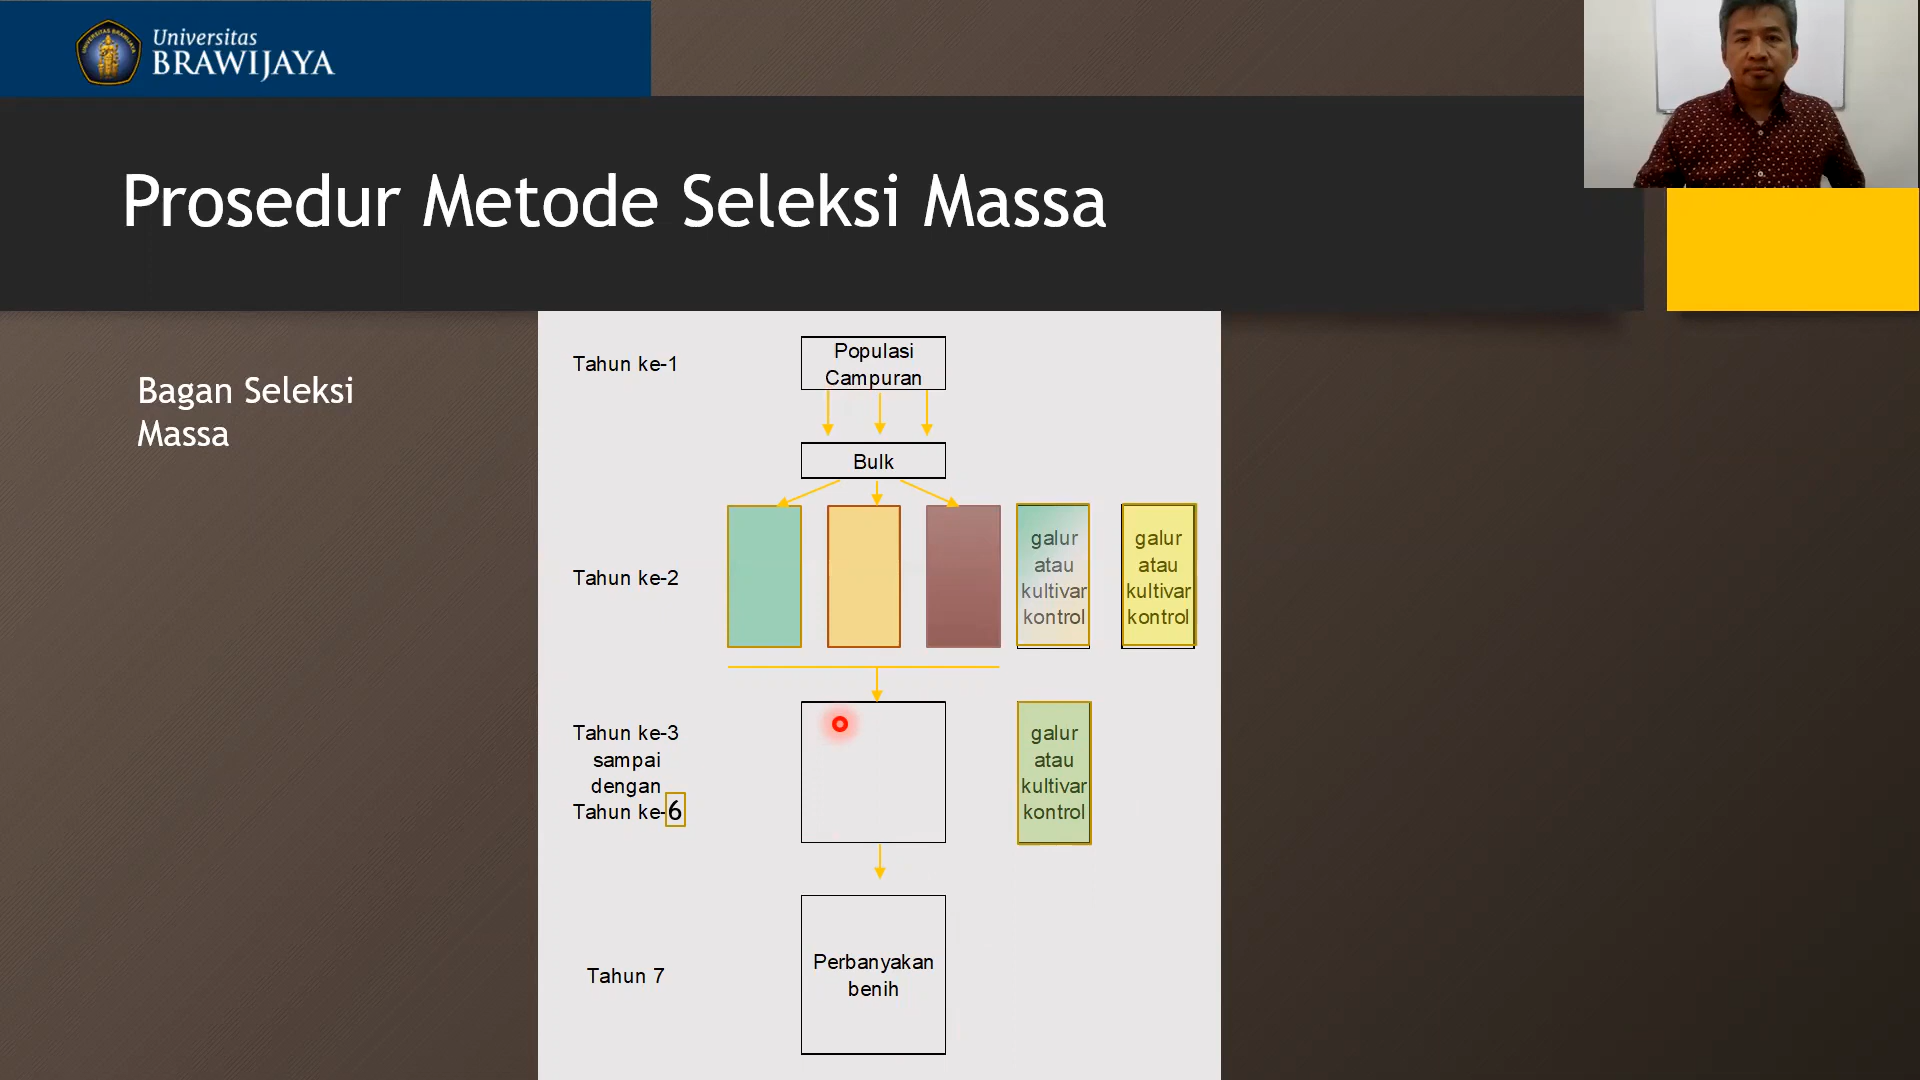 Universitas
BRAWIJAYA
Prosedur Metode Seleksi Massa
Bagan Seleksi
Massa
Tahun ke-1
Populasi
Campuran
Bulk
Tahun ke-2
galur
atau
kultivar
kontrol
galur
atau
kultivar
kontrol
Tahun ke-3
sampai
dengan
Tahun ke-6
galur
atau
kultivar
kontrol
Tahun 7
Perbanyakan
benih